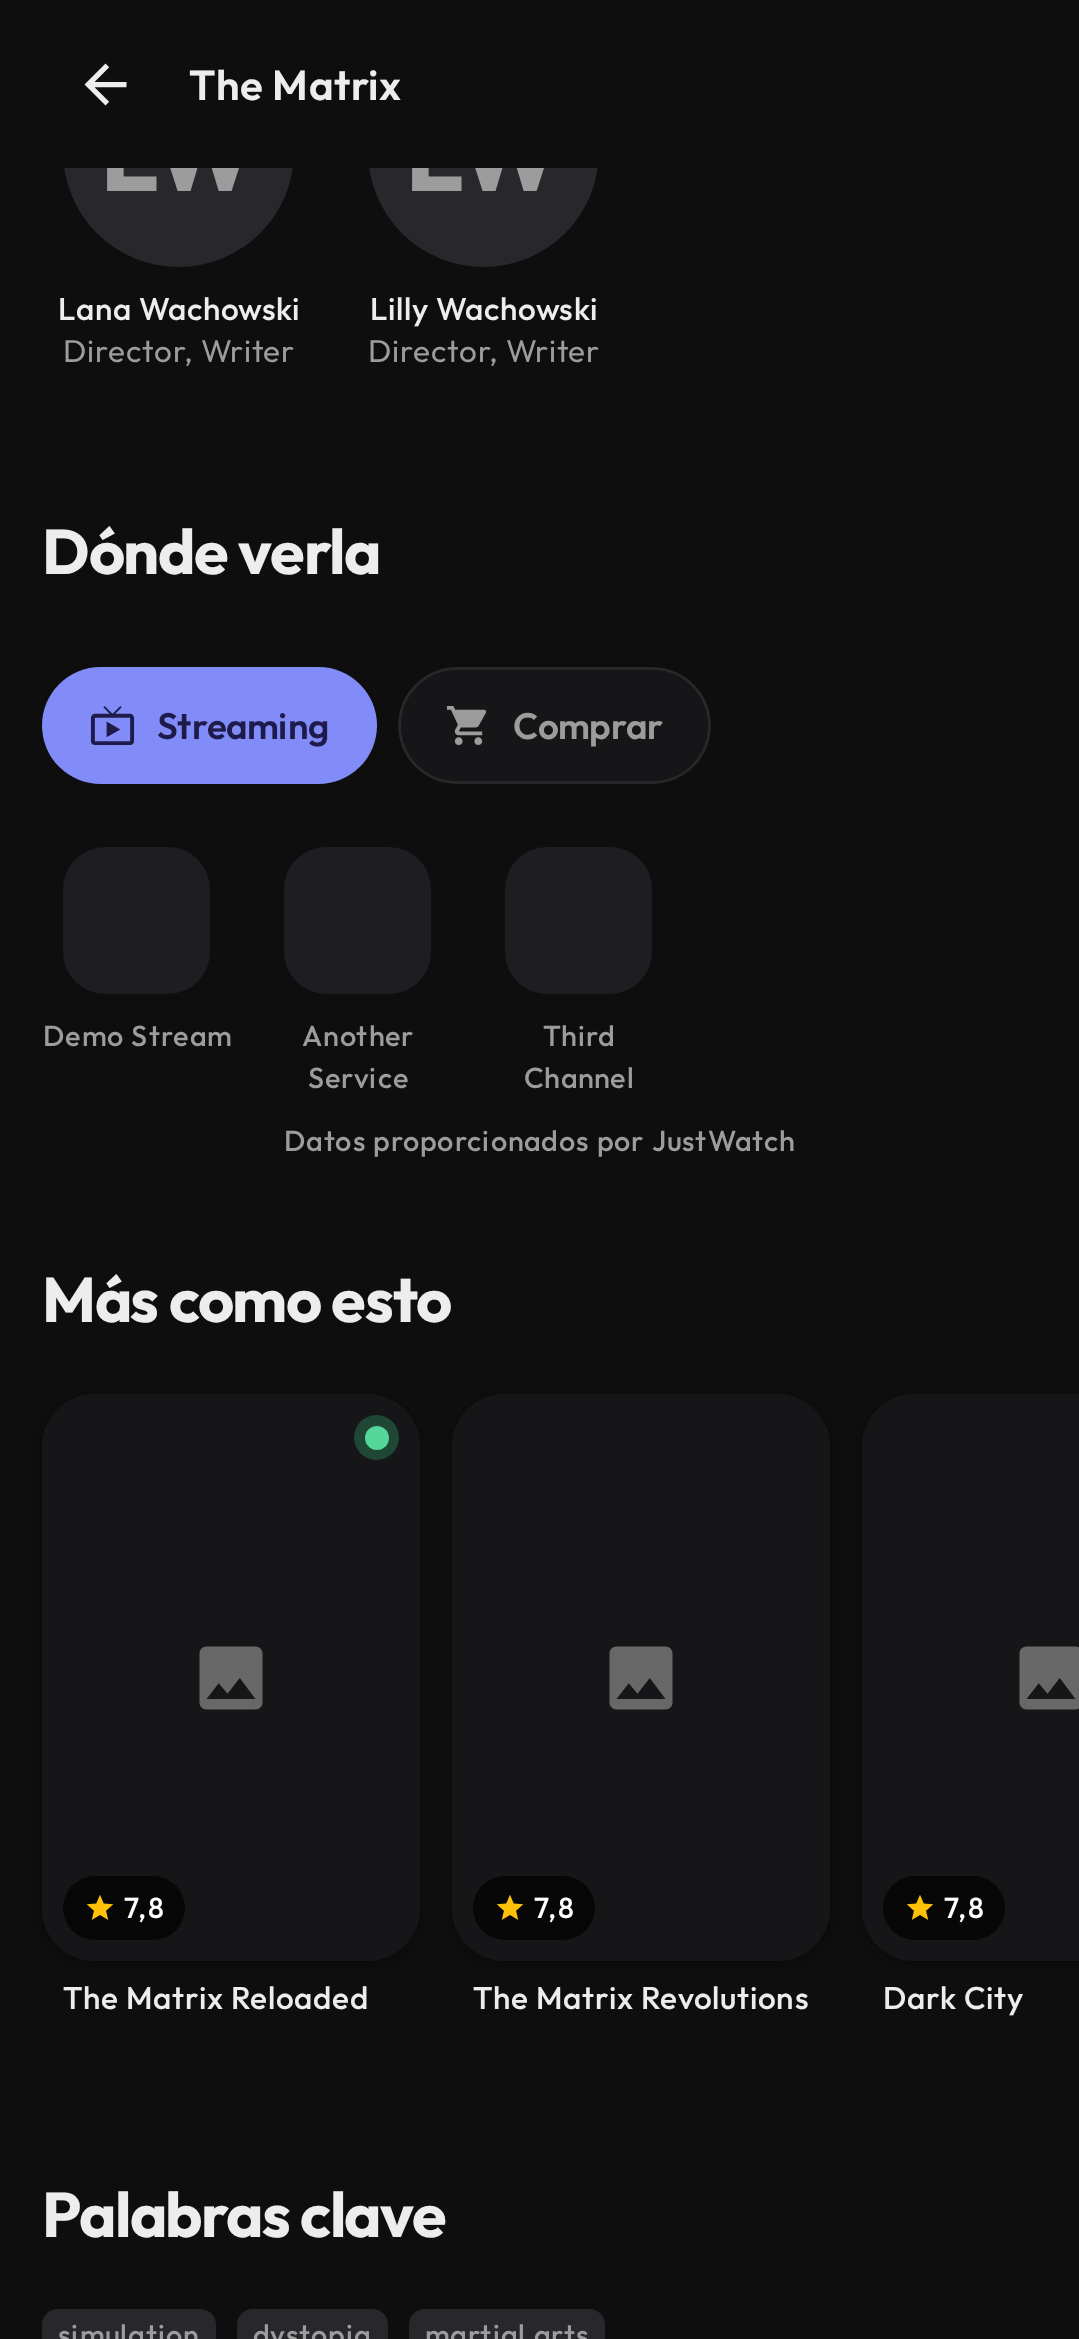 The Matrix
LW LW
Lana Wachowski Lilly Wachowski
Director, Writer Director, Writer
Dónde verla
Streaming Comprar
Demo Stream Another Service Third Channel
Datos proporcionados por JustWatch
Más como esto
7,8 7,8 7,8
The Matrix Reloaded The Matrix Revolutions Dark City
Palabras clave
simulation dystopia martial arts